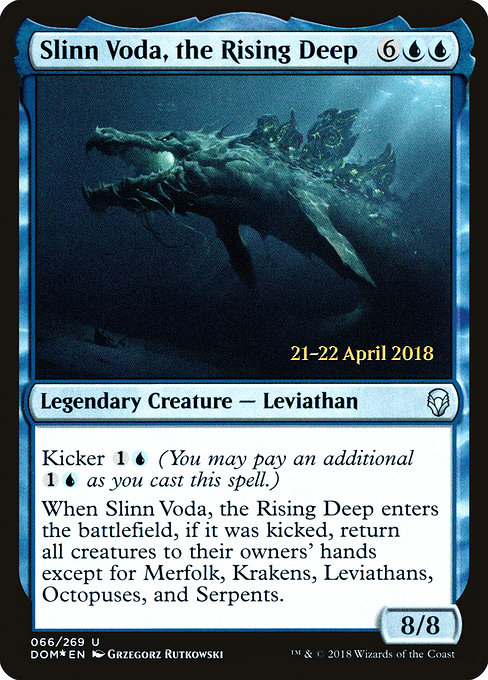 Slinn Voda, the Rising Deep 6
21–22 April 2018
Legendary Creature — Leviathan
Kicker 1 (You may pay an additional
1 as you cast this spell.)
When Slinn Voda, the Rising Deep enters
the battlefield, if it was kicked, return
all creatures to their owners' hands
except for Merfolk, Krakens, Leviathans,
Octopuses, and Serpents.
8/8
066/269 U
DOM★EN Grzegorz Rutkowski
™ & © 2018 Wizards of the Coast